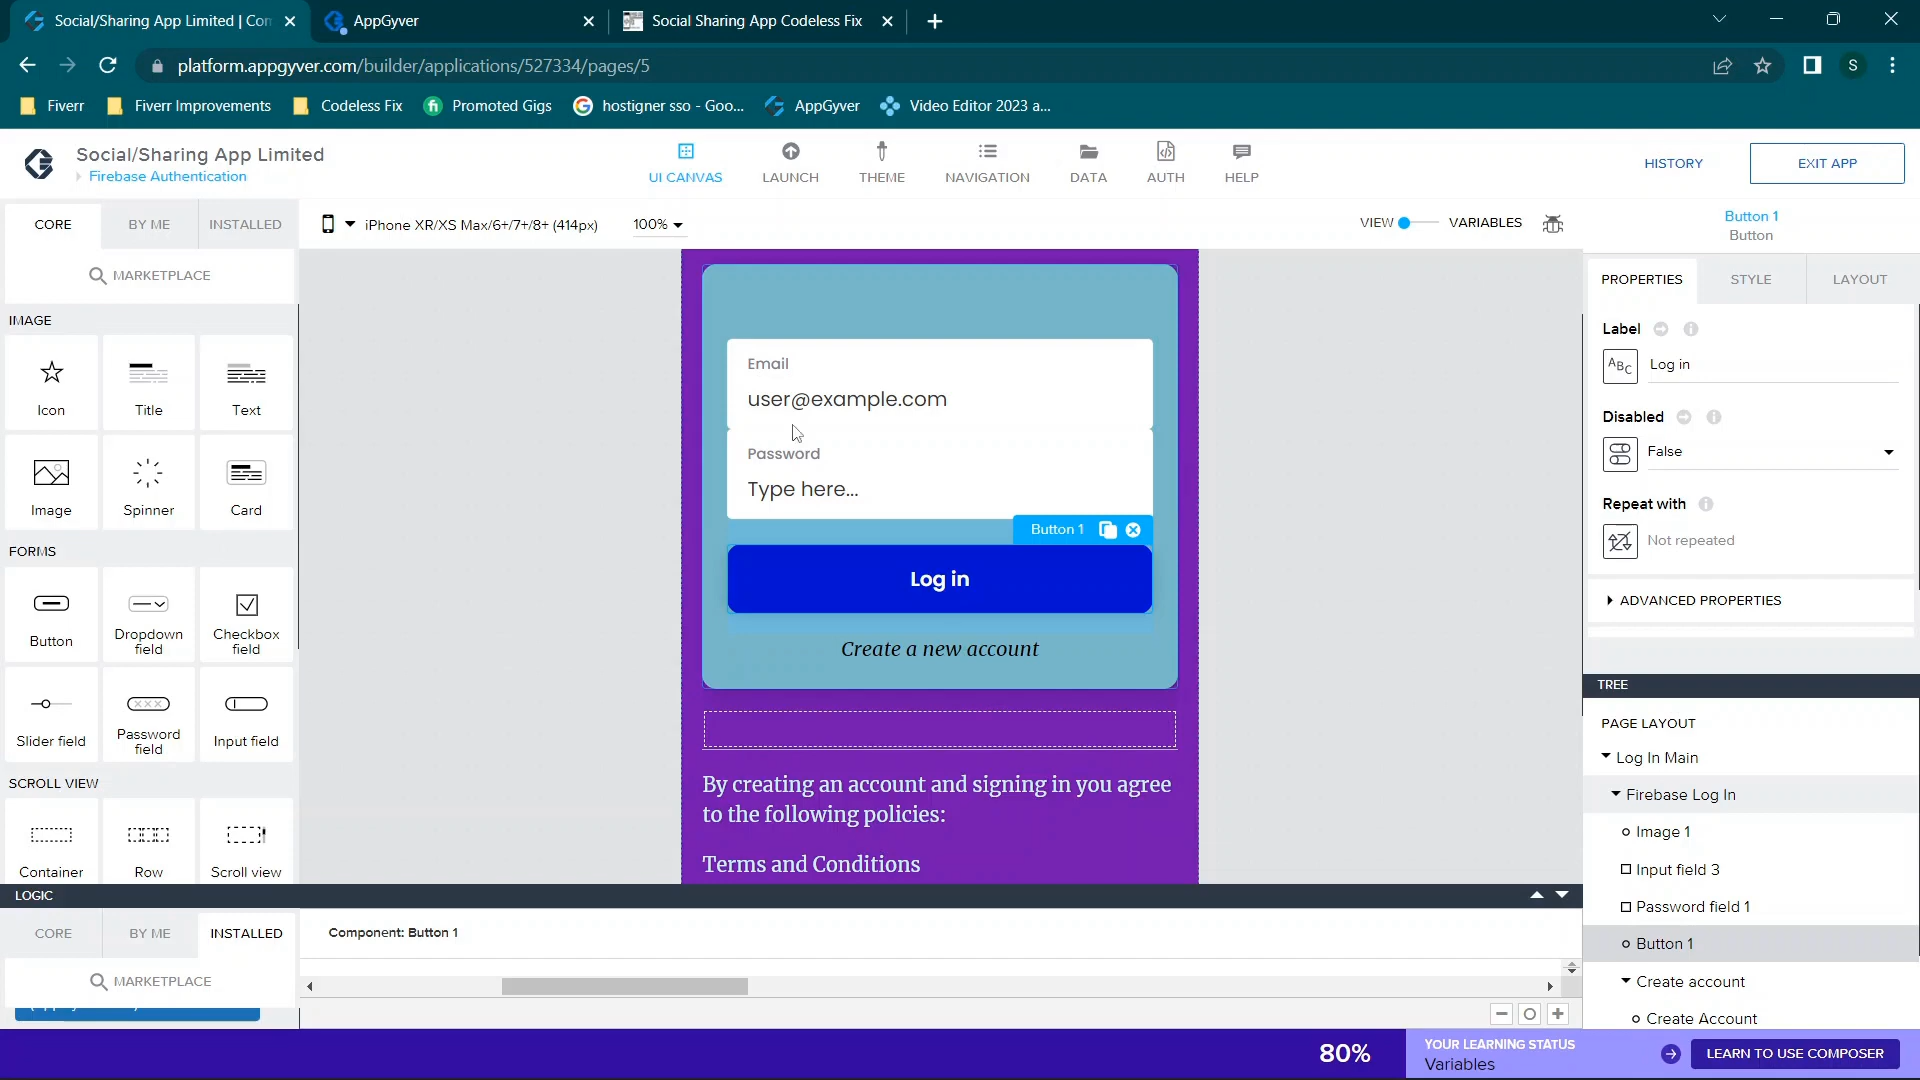 Social/Sharing App Limited | Con
AppGyver
Social Sharing App Codeless Fix
platform.appgyver.com/builder/applications/527334/pages/5
S
Fiverr
Fiverr Improvements
Codeless Fix
Promoted Gigs
hostigner sso - Goo...
AppGyver
Video Editor 2023 a...
Social/Sharing App Limited
Firebase Authentication
UI CANVAS
LAUNCH
THEME
NAVIGATION
DATA
AUTH
HELP
HISTORY
EXIT APP
CORE
BY ME
INSTALLED
iPhone XR/XS Max/6+/7+/8+ (414px)
100%
VIEW
VARIABLES
Button 1
Button
MARKETPLACE
PROPERTIES
STYLE
LAYOUT
IMAGE
Icon
Title
Text
Image
Spinner
Card
FORMS
Button
Dropdown
field
Checkbox
field
Slider field
Password
field
Input field
SCROLL VIEW
Container
Row
Scroll view
Email
user@example.com
Password
Type here...
Button 1
Log in
Create a new account
By creating an account and signing in you agree
to the following policies:
Terms and Conditions
Label
ABC
Log in
Disabled
False
Repeat with
Not repeated
ADVANCED PROPERTIES
TREE
PAGE LAYOUT
Log In Main
Firebase Log In
Image 1
Input field 3
Password field 1
Button 1
Create account
Create Account
LOGIC
CORE
BY ME
INSTALLED
Component: Button 1
MARKETPLACE
80%
YOUR LEARNING STATUS
Variables
LEARN TO USE COMPOSER